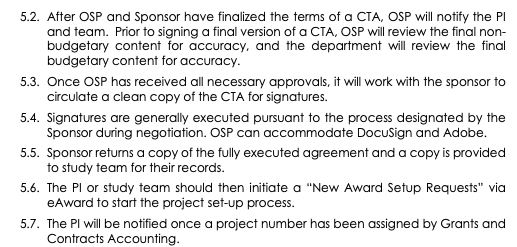 5.2. After OSP and Sponsor have finalized the terms of a CTA, OSP will notify the PI
and team. Prior to signing a final version of a CTA, OSP will review the final non-
budgetary content for accuracy, and the department will review the final
budgetary content for accuracy.
5.3. Once OSP has received all necessary approvals, it will work with the sponsor to
circulate a clean copy of the CTA for signatures.
5.4. Signatures are generally executed pursuant to the process designated by the
Sponsor during negotiation. OSP can accommodate DocuSign and Adobe.
5.5. Sponsor returns a copy of the fully executed agreement and a copy is provided
to study team for their records.
5.6. The PI or study team should then initiate a “New Award Setup Requests” via
eAward to start the project set-up process.
5.7. The PI will be notified once a project number has been assigned by Grants and
Contracts Accounting.